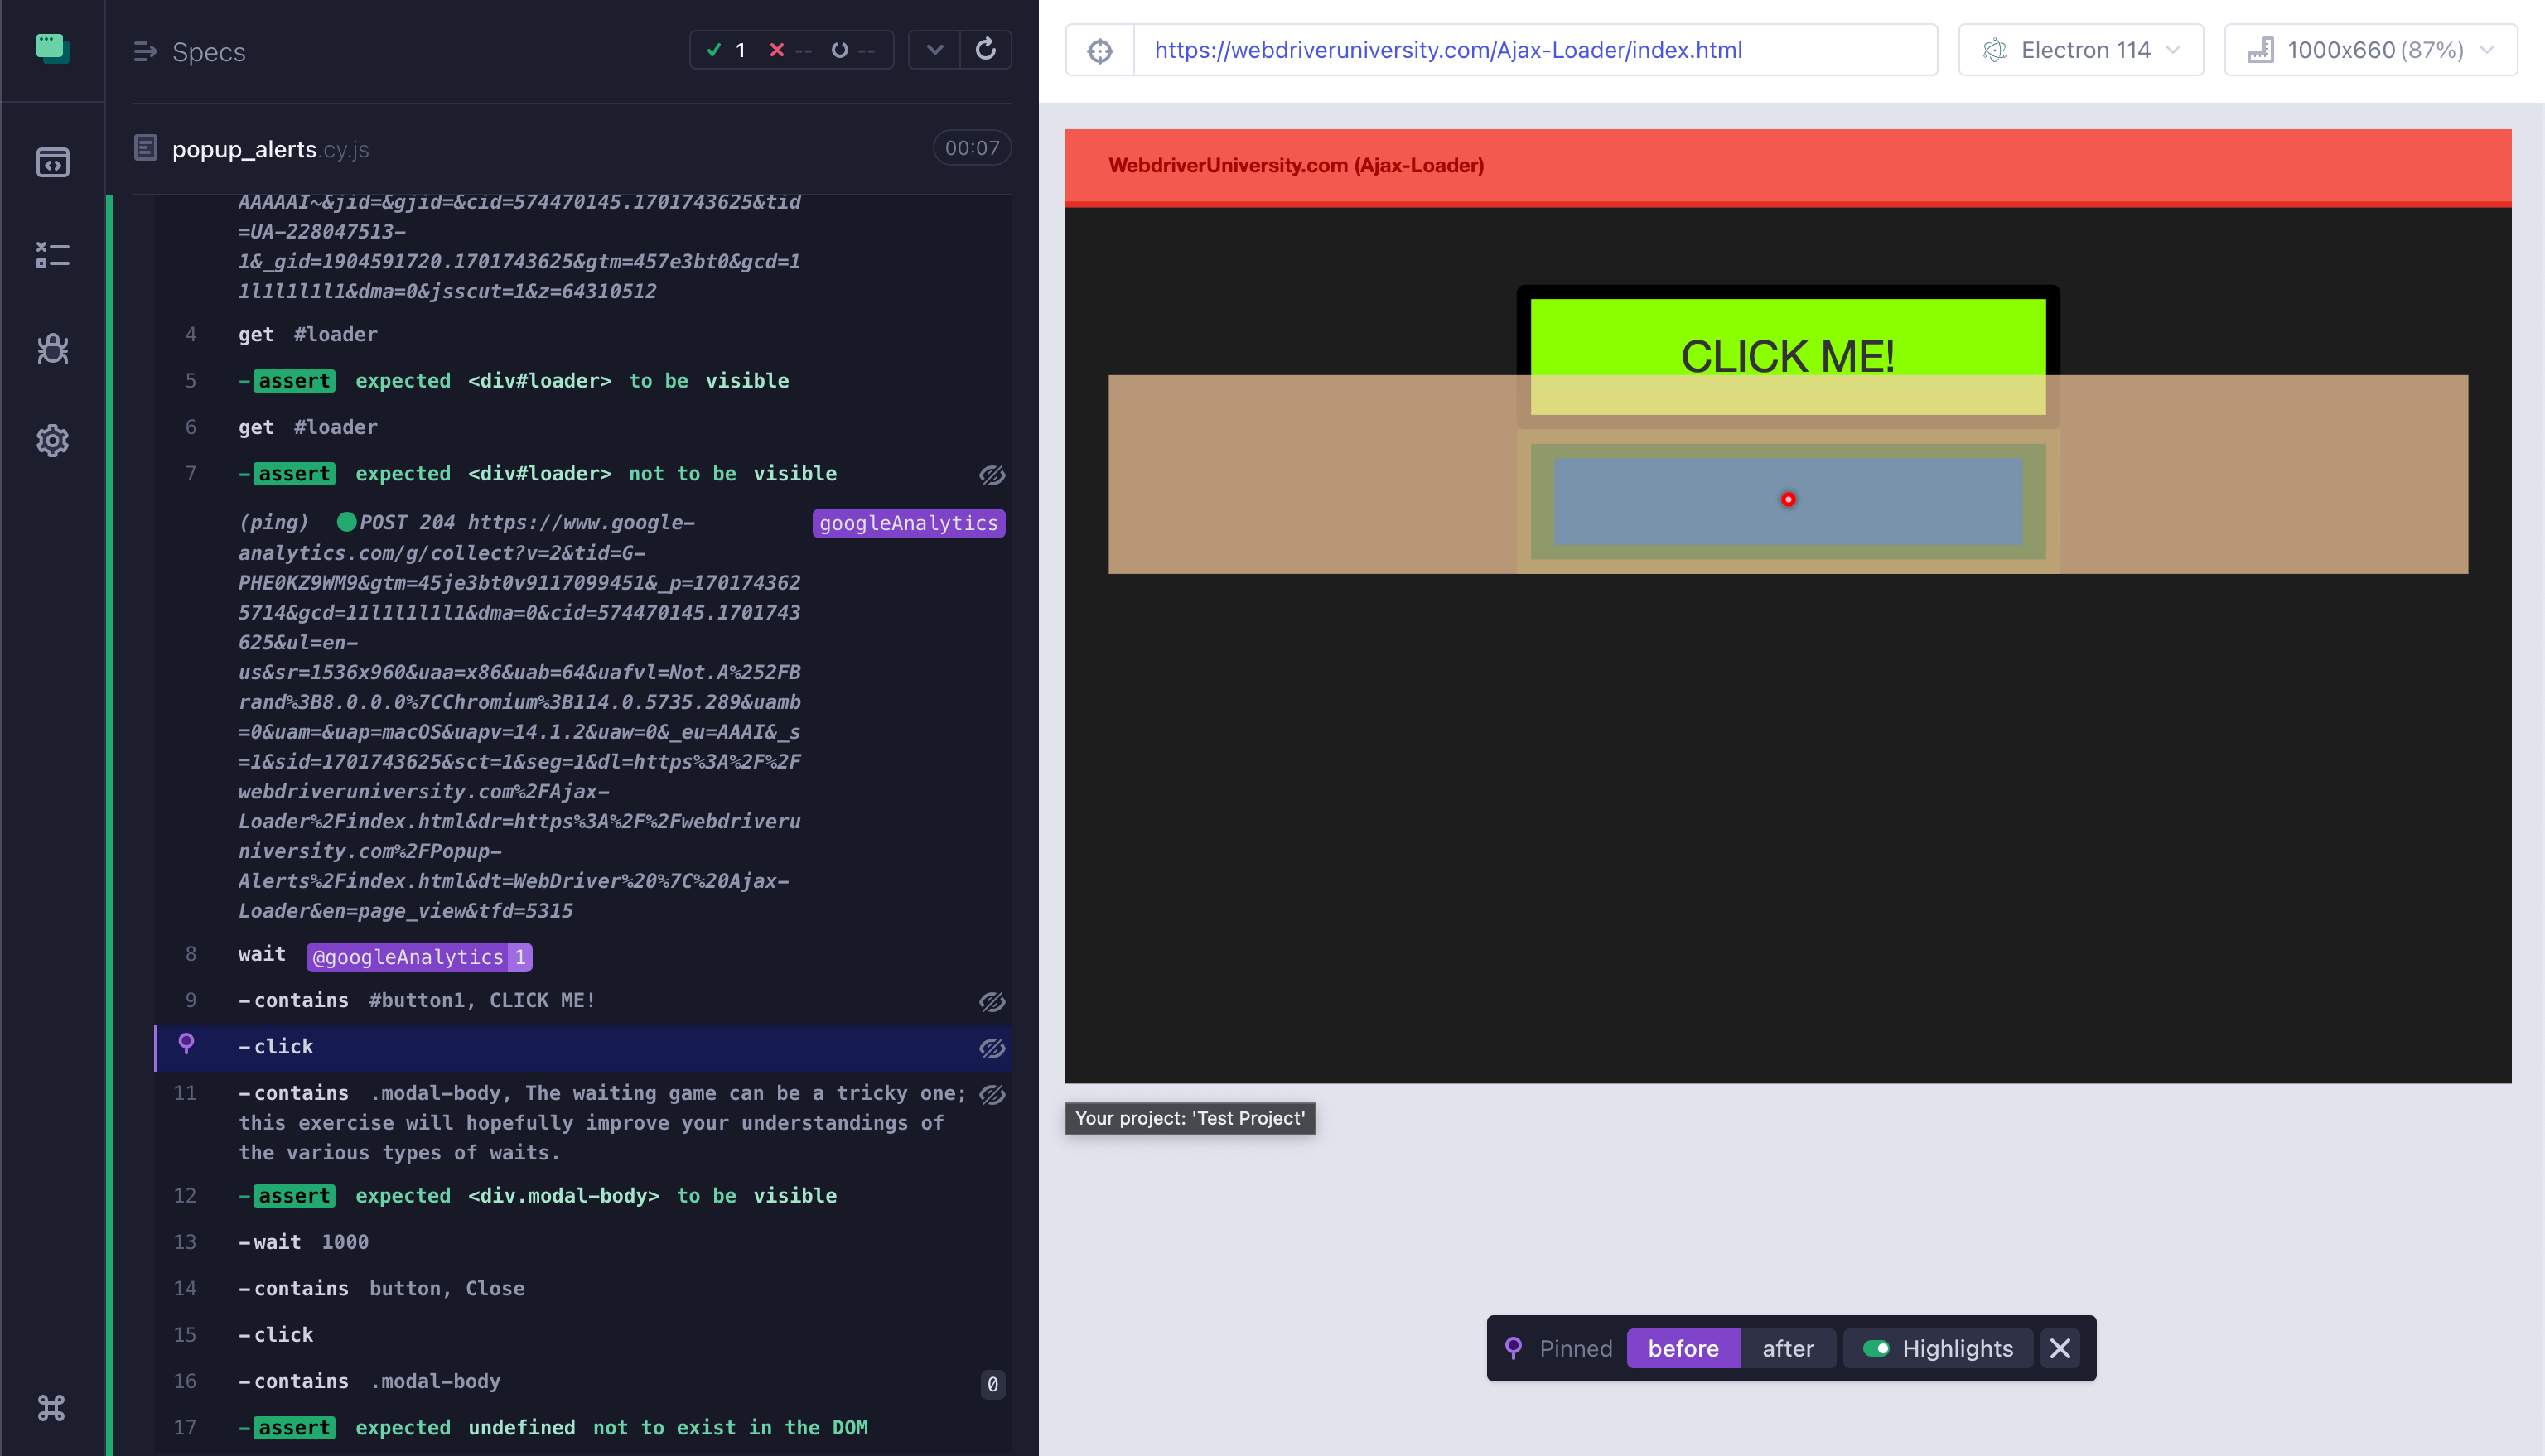 Specs
1
--
--
popup_alerts.cy.js
00:07
AAAAAI~&jid=&gjid=&cid=574470145.1701743625&tid
=UA-228047513-
1&_gid=1904591720.1701743625&gtm=457e3bt0&gcd=1
1l1l1l1l1&dma=0&jsscut=1&z=64310512
4 get #loader
5 -assert expected <div#loader> to be visible
6 get #loader
7 -assert expected <div#loader> not to be visible
(ping) POST 204 https://www.google-
googleAnalytics
analytics.com/g/collect?v=2&tid=G-
PHE0KZ9WM9&gtm=45je3bt0v9117099451&_p=170174362
5714&gcd=11l1l1l1l1&dma=0&cid=574470145.1701743
625&ul=en-
us&sr=1536x960&uaa=x86&uab=64&uafvl=Not.A%252FB
rand%3B8.0.0.0%7CChromium%3B114.0.5735.289&uamb
=0&uam=&uap=macOS&uapv=14.1.2&uaw=0&_eu=AAAI&_s
=1&sid=1701743625&sct=1&seg=1&dl=https%3A%2F%2F
webdriveruniversity.com%2FAjax-
Loader%2Findex.html&dr=https%3A%2F%2Fwebdriveru
niversity.com%2FPopup-
Alerts%2Findex.html&dt=WebDriver%20%7C%20Ajax-
Loader&en=page_view&tfd=5315
8 wait @googleAnalytics 1
9 -contains #button1, CLICK ME!
-click
11 -contains .modal-body, The waiting game can be a tricky one;
this exercise will hopefully improve your understandings of
the various types of waits.
12 -assert expected <div.modal-body> to be visible
13 -wait 1000
14 -contains button, Close
15 -click
16 -contains .modal-body 0
17 -assert expected undefined not to exist in the DOM
https://webdriveruniversity.com/Ajax-Loader/index.html
Electron 114
1000x660 (87%)
WebdriverUniversity.com (Ajax-Loader)
CLICK ME!
Your project: 'Test Project'
Pinned before after Highlights